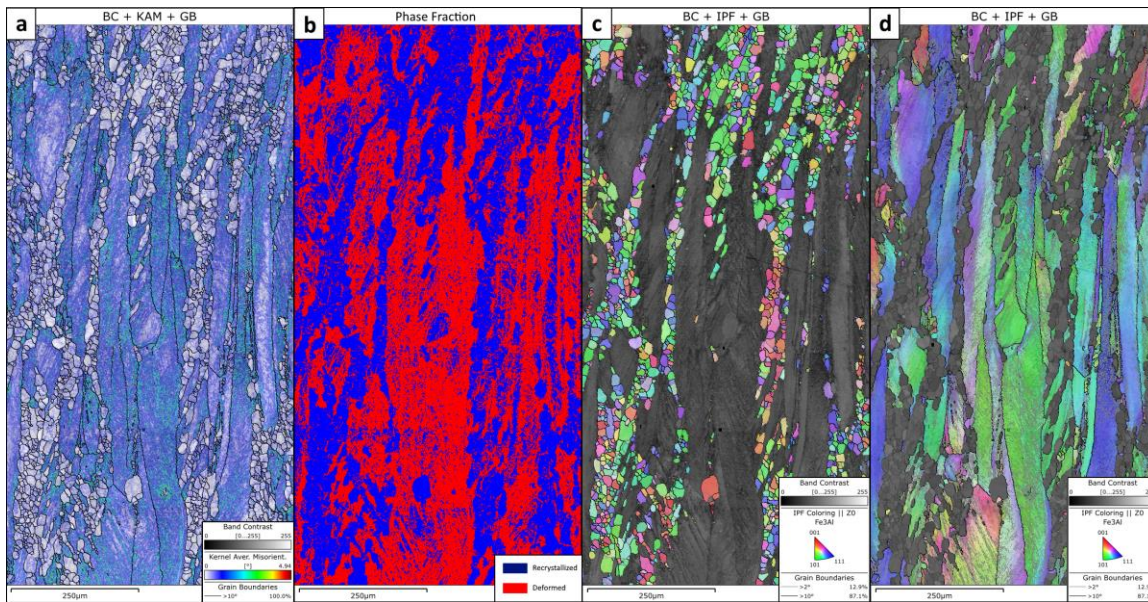 a
BC + KAM + GB
b
Phase Fraction
c
BC + IPF + GB
d
BC + IPF + GB
Band Contrast
0 [0...255] 255
Kernel Aver. Misorient.
0 [°] 4.94
Grain Boundaries
>10° 100.0%
250µm
Recrystallized
Deformed
Band Contrast
0 [0...255] 255
IPF Coloring || Z0
Fe3Al
001
101 111
Grain Boundaries
>2° 12.9%
>10° 87.1%
250µm
Band Contrast
0 [0...255] 255
IPF Coloring || Z0
Fe3Al
001
101 111
Grain Boundaries
>2°
>10°
250µm